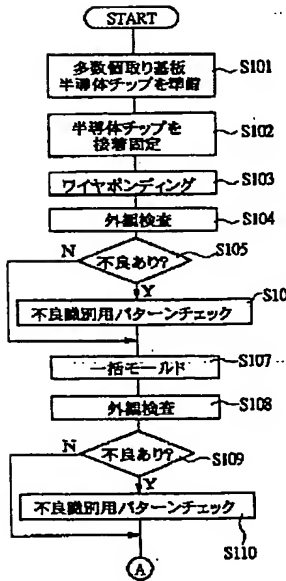 START
多数個取り基板
半導体チップを準備
S101
半導体チップを
接着固定
S102
ワイヤボンディング
S103
外観検査
S104
不良あり?
S105
N
Y
不良識別用パターンチェック
S10
一括モールド
S107
外観検査
S108
不良あり?
S109
N
Y
不良識別用パターンチェック
S110
A